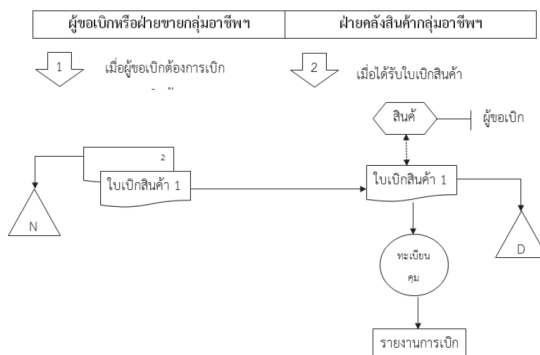 ผู้ขอเบิกหรือฝ่ายขายกลุ่มอาชีพฯ
ฝ่ายคลังสินค้ากลุ่มอาชีพฯ
1
เมื่อผู้ขอเบิกต้องการเบิก
2
เมื่อได้รับใบเบิกสินค้า
สินค้
ผู้ขอเบิก
2
ใบเบิกสินค้า 1
ใบเบิกสินค้า 1
N
D
ทะเบียน
คุม
รายงานการเบิก